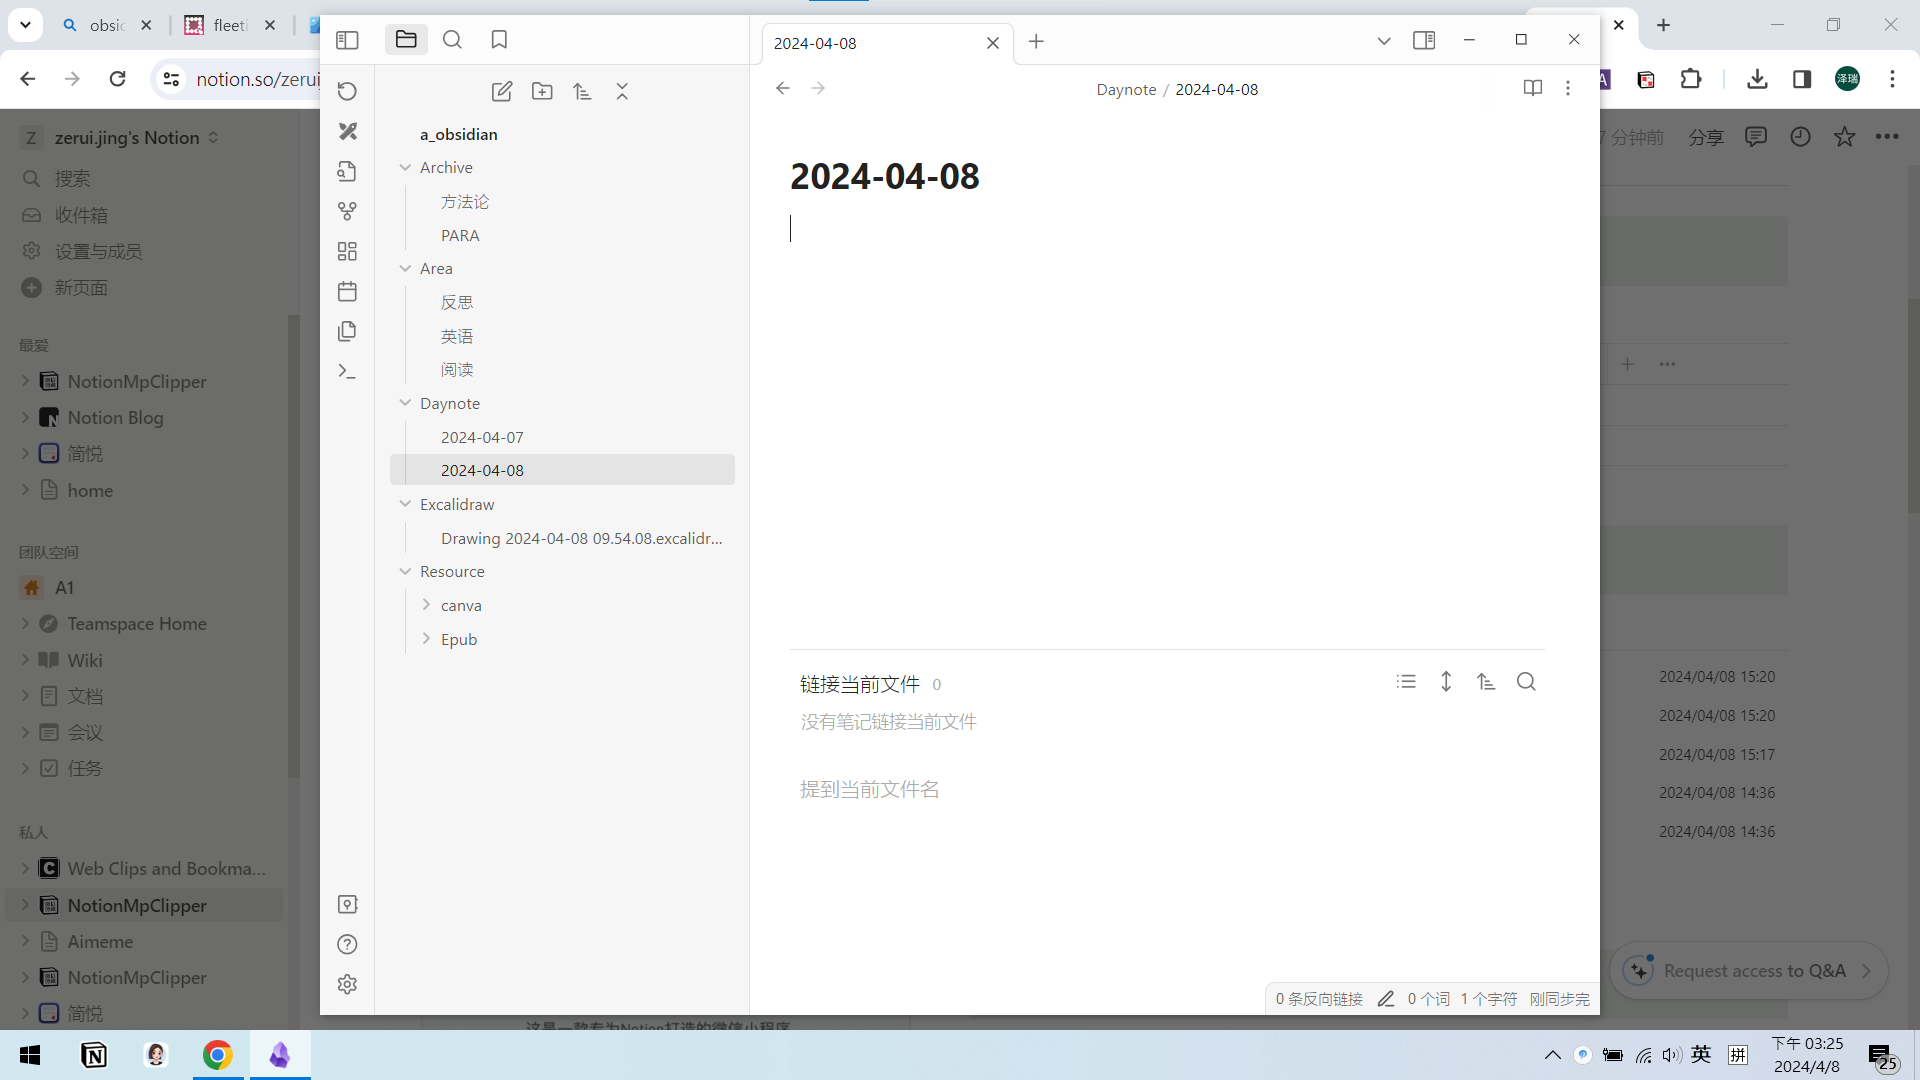 obsic
fleeti
notion.so/zerui
泽瑞
Z zerui.jing's Notion
搜索
收件箱
设置与成员
新页面
最爱
NotionMpClipper
Notion Blog
简悦
home
团队空间
A1
Teamspace Home
Wiki
文档
会议
任务
私人
Web Clips and Bookma...
NotionMpClipper
Aimeme
NotionMpClipper
简悦
a_obsidian
Archive
方法论
PARA
Area
反思
英语
阅读
Daynote
2024-04-07
2024-04-08
Excalidraw
Drawing 2024-04-08 09.54.08.excalidr...
Resource
canva
Epub
2024-04-08
Daynote / 2024-04-08
2024-04-08
链接当前文件 0
没有笔记链接当前文件
提到当前文件名
0 条反向链接 0 个词 1 个字符 刚同步完
7 分钟前 分享
2024/04/08 15:20
2024/04/08 15:20
2024/04/08 15:17
2024/04/08 14:36
2024/04/08 14:36
Request access to Q&A
这是一款专为Notion打造的微信小程序
英 拼
下午 03:25
2024/4/8
25